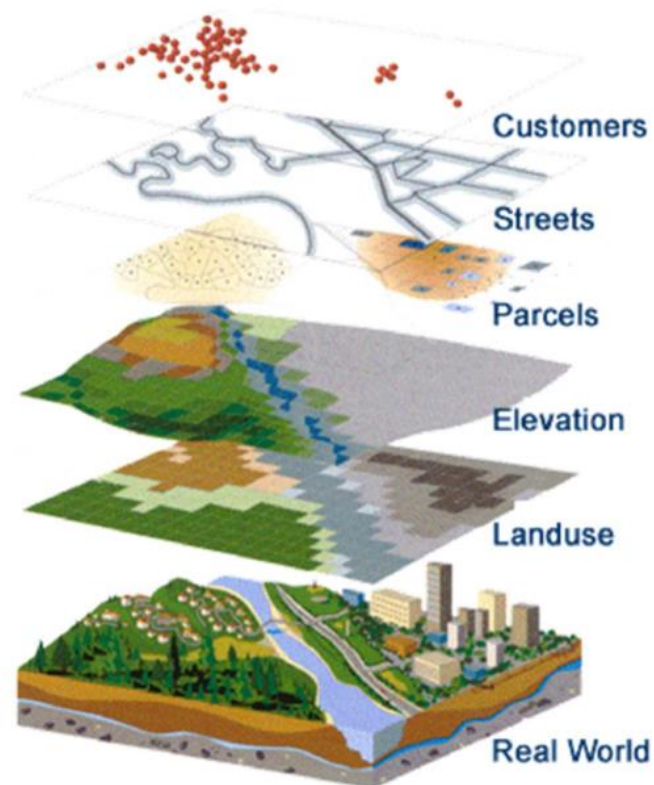 Customers
Streets
Parcels
Elevation
Landuse
Real World